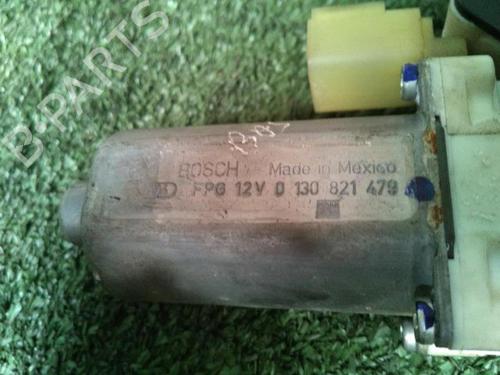 B-PARTS
BOSCH Made in Mexico
FPG 12V 0 130 821 479